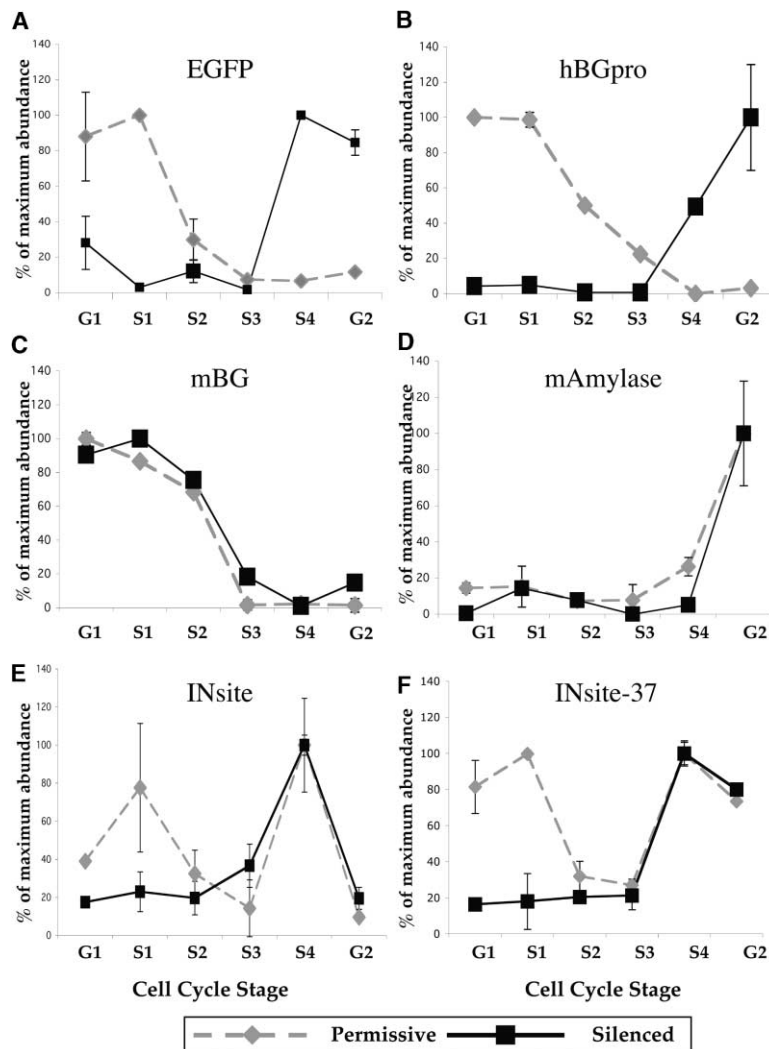 A
EGFP
% of maximum abundance
140
120
100
80
60
40
20
0
G1 S1 S2 S3 S4 G2
B
hBGpro
% of maximum abundance
140
120
100
80
60
40
20
0
G1 S1 S2 S3 S4 G2
C
mBG
% of maximum abundance
140
120
100
80
60
40
20
0
G1 S1 S2 S3 S4 G2
D
mAmylase
% of maximum abundance
140
120
100
80
60
40
20
0
G1 S1 S2 S3 S4 G2
E
INsite
% of maximum abundance
140
120
100
80
60
40
20
0
G1 S1 S2 S3 S4 G2
Cell Cycle Stage
F
INsite-37
% of maximum abundance
140
120
100
80
60
40
20
0
G1 S1 S2 S3 S4 G2
Cell Cycle Stage
Permissive Silenced